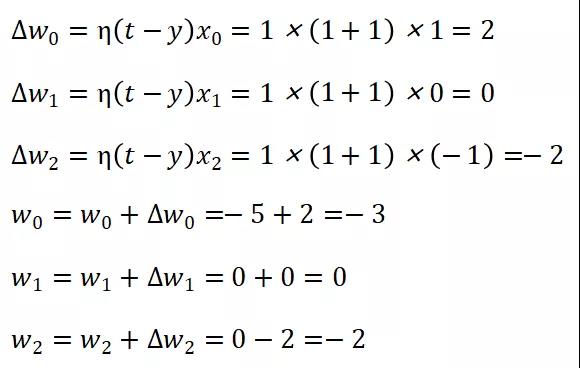 Δw₀ = η(t − y)x₀ = 1 × (1 + 1) × 1 = 2
Δw₁ = η(t − y)x₁ = 1 × (1 + 1) × 0 = 0
Δw₂ = η(t − y)x₂ = 1 × (1 + 1) × (− 1) =− 2
w₀ = w₀ + Δw₀ =− 5 + 2 =− 3
w₁ = w₁ + Δw₁ = 0 + 0 = 0
w₂ = w₂ + Δw₂ = 0 − 2 =− 2